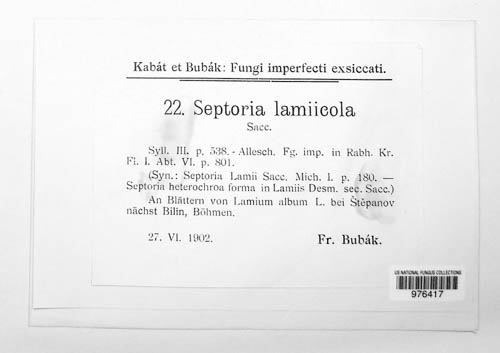 Kabát et Bubák: Fungi imperfecti exsiccati.
22. Septoria lamiicola
Sacc.
Syll. III. p. 538. - Allesch. Fg. imp. in Rabh. Kr.
Fl. I. Abt. VI. p. 801.
(Syn.: Septoria Lamii Sacc. Mich. I. p. 180. —
Septoria heterochroa forma in Lamiis Desm. sec. Sacc.)
An Blättern von Lamium album L. bei Štěpanov
nächst Bilin, Böhmen.
27. VI. 1902. Fr. Bubák.
US NATIONAL FUNGUS COLLECTIONS
976417